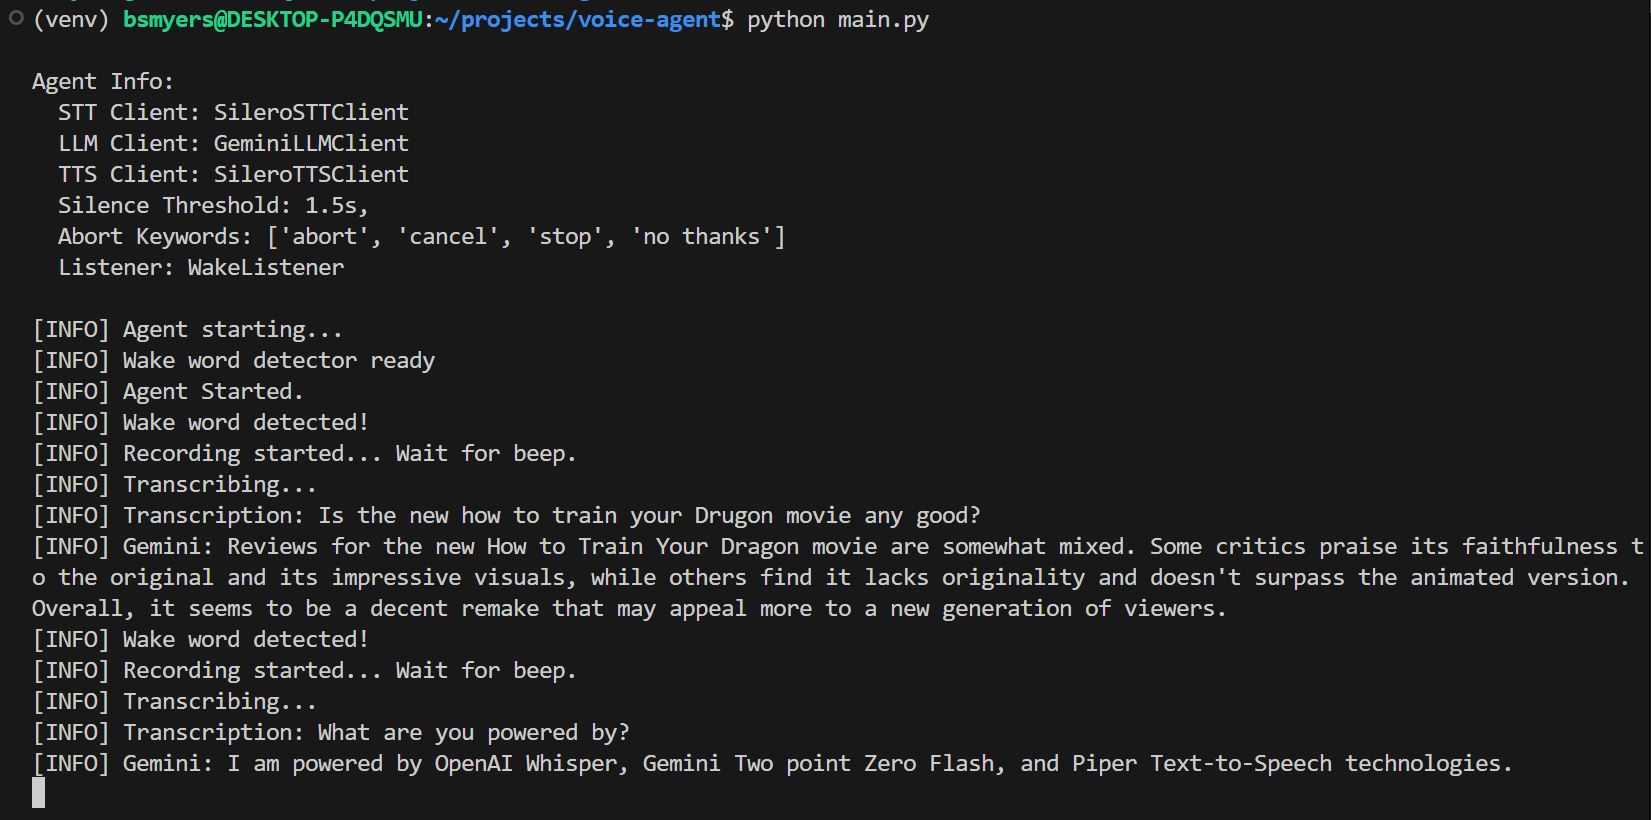 (venv) bsmyers@DESKTOP-P4DQSMU:~/projects/voice-agent$ python main.py
Agent Info:
STT Client: SileroSTTClient
LLM Client: GeminiLLMClient
TTS Client: SileroTTSClient
Silence Threshold: 1.5s,
Abort Keywords: ['abort', 'cancel', 'stop', 'no thanks']
Listener: WakeListener
[INFO] Agent starting...
[INFO] Wake word detector ready
[INFO] Agent Started.
[INFO] Wake word detected!
[INFO] Recording started... Wait for beep.
[INFO] Transcribing...
[INFO] Transcription: Is the new how to train your Drugon movie any good?
[INFO] Gemini: Reviews for the new How to Train Your Dragon movie are somewhat mixed. Some critics praise its faithfulness t
o the original and its impressive visuals, while others find it lacks originality and doesn't surpass the animated version.
Overall, it seems to be a decent remake that may appeal more to a new generation of viewers.
[INFO] Wake word detected!
[INFO] Recording started... Wait for beep.
[INFO] Transcribing...
[INFO] Transcription: What are you powered by?
[INFO] Gemini: I am powered by OpenAI Whisper, Gemini Two point Zero Flash, and Piper Text-to-Speech technologies.